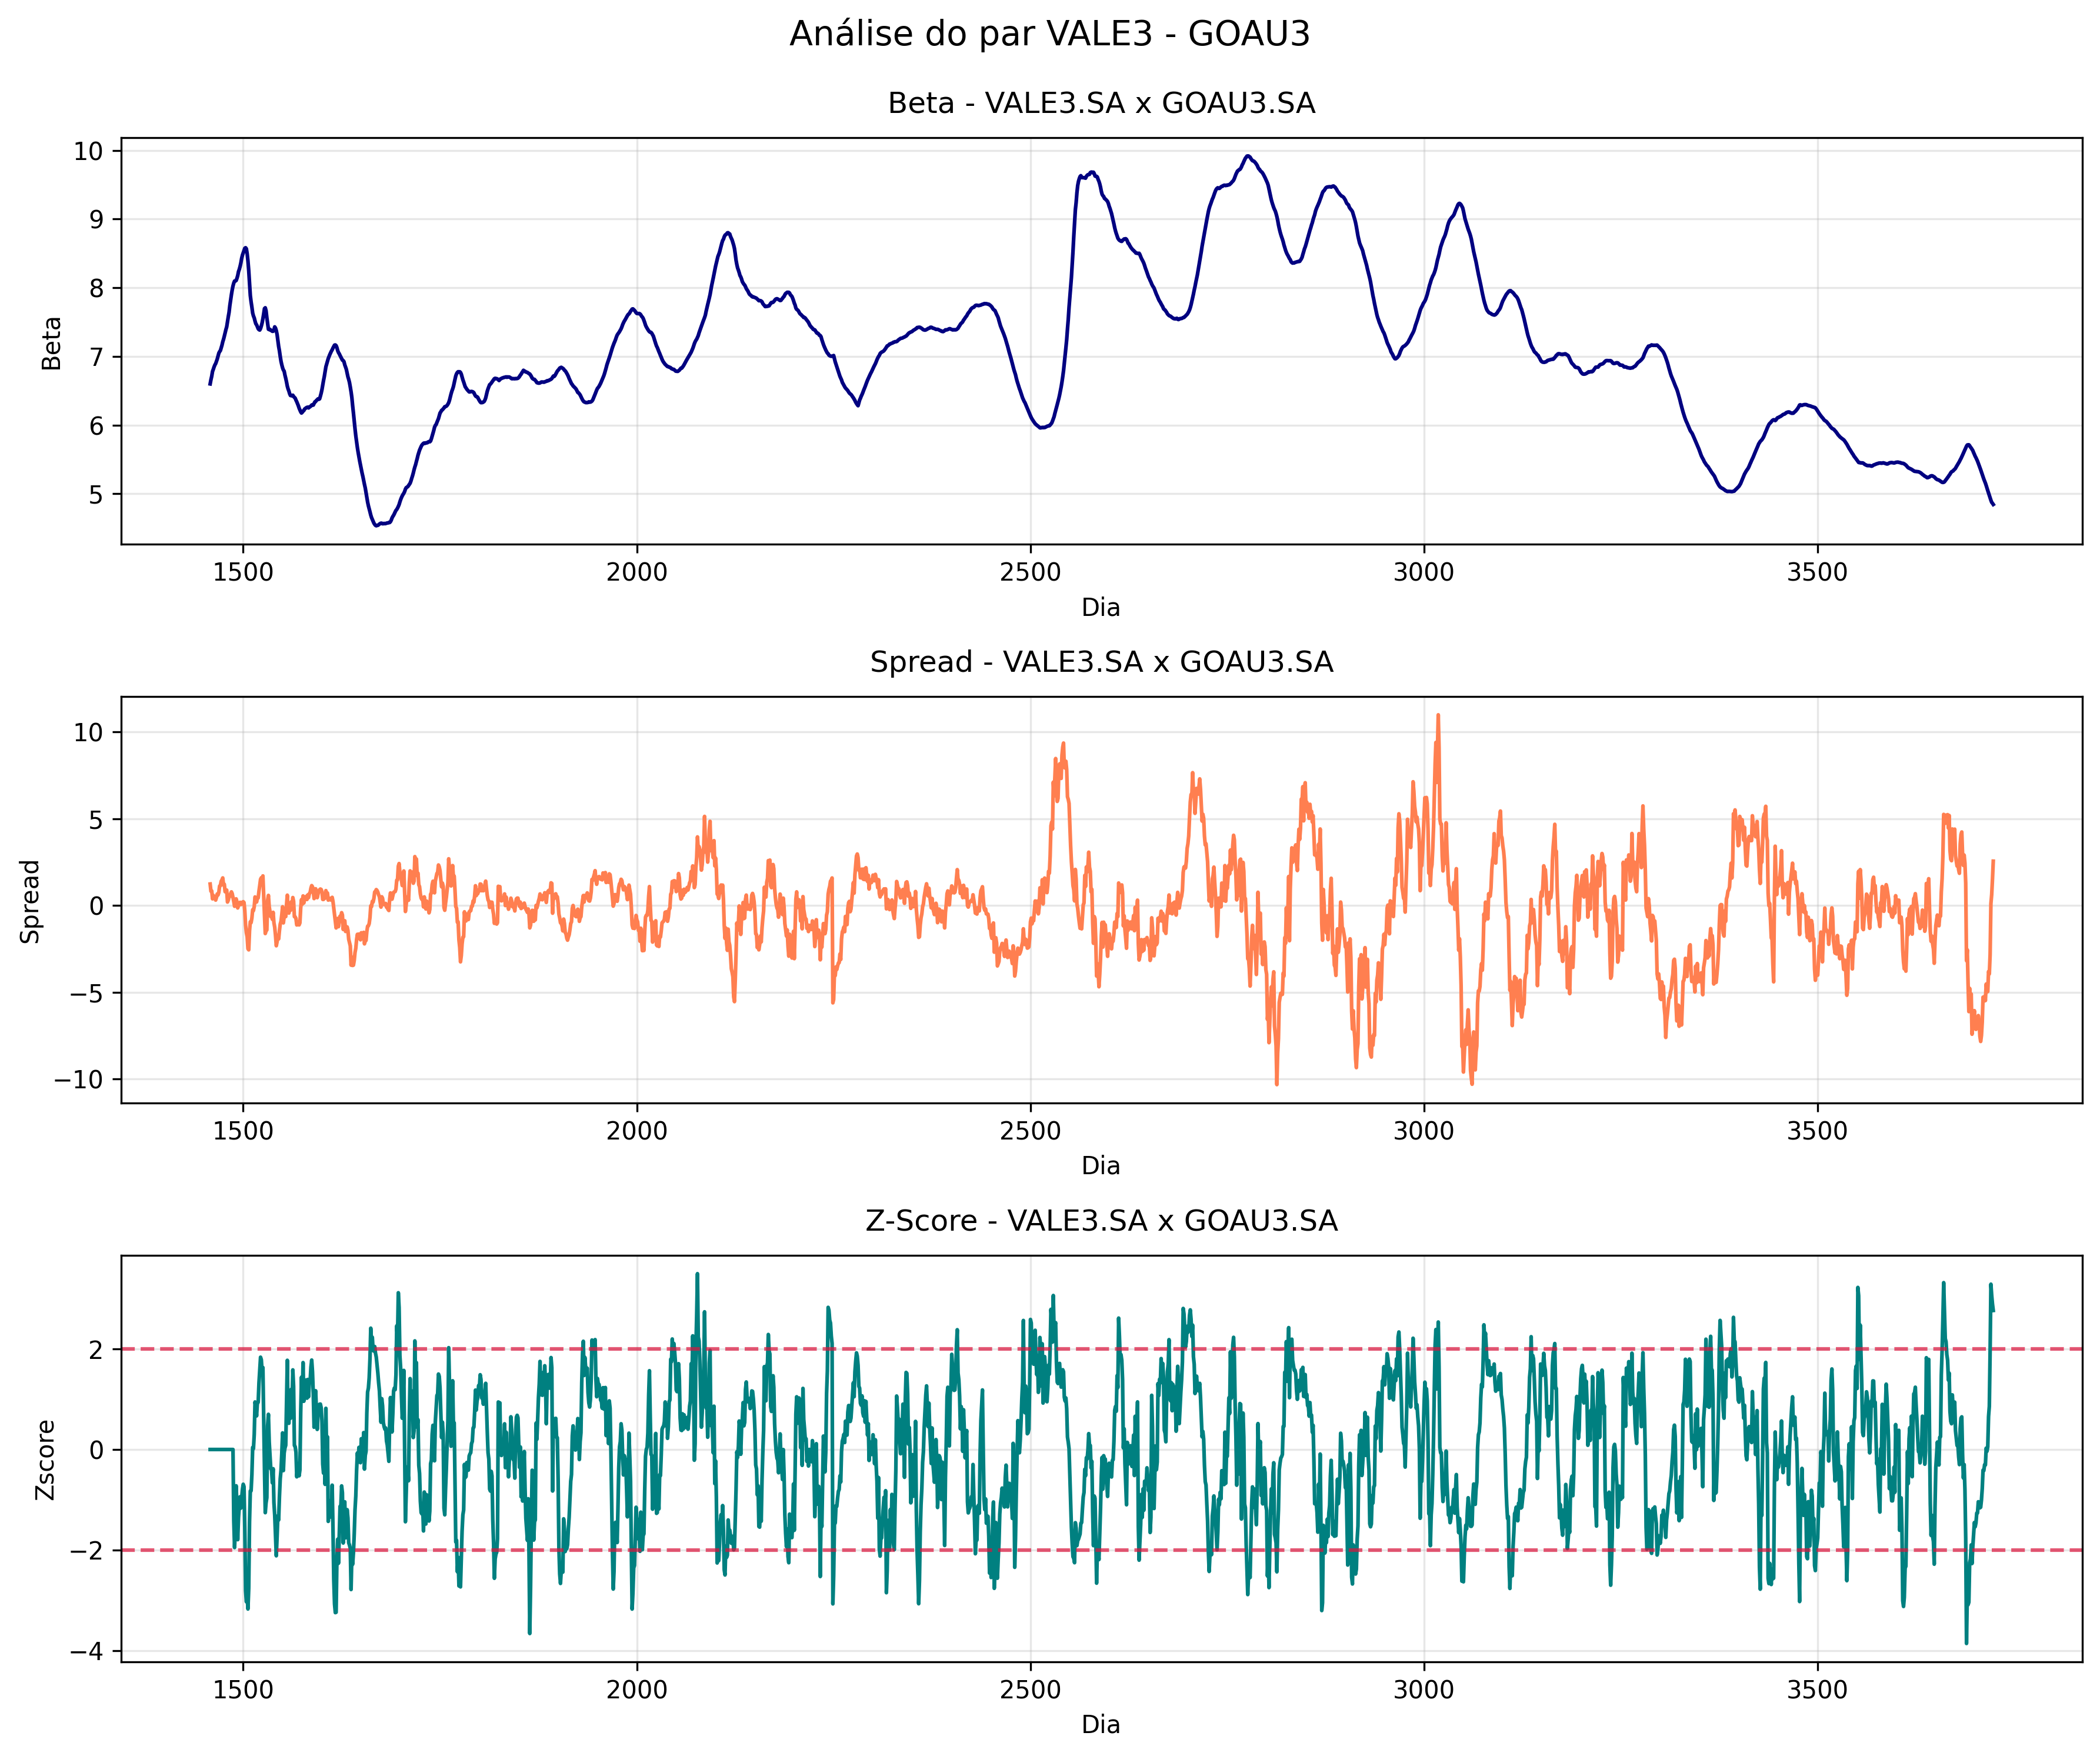 Análise do par VALE3 - GOAU3
Beta - VALE3.SA x GOAU3.SA
10
9
8
7
6
5
Beta
1500 2000 2500 3000 3500
Dia
Spread - VALE3.SA x GOAU3.SA
10
5
0
−5
−10
Spread
1500 2000 2500 3000 3500
Dia
Z-Score - VALE3.SA x GOAU3.SA
2
0
−2
−4
Zscore
1500 2000 2500 3000 3500
Dia